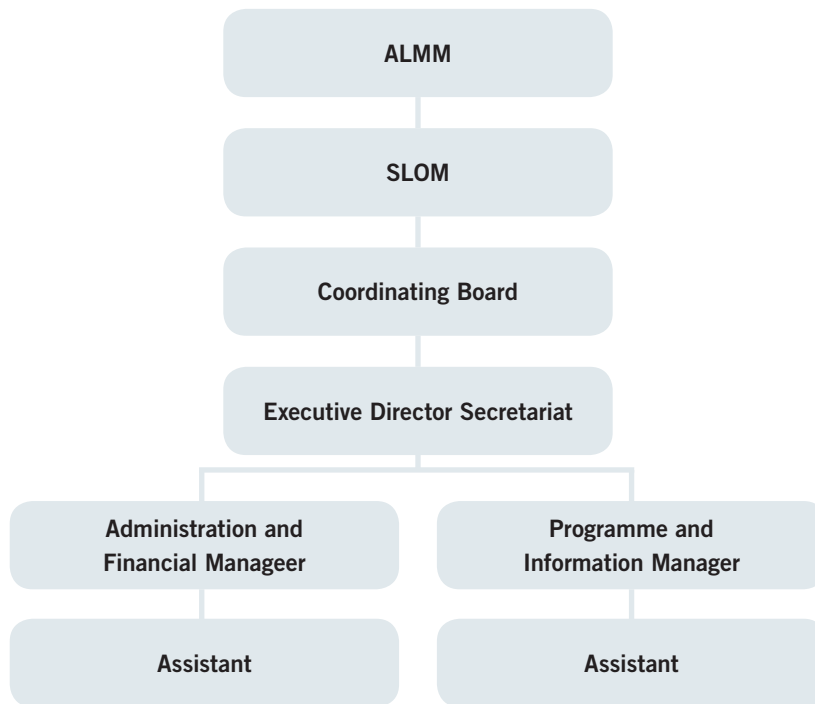 ALMM
SLOM
Coordinating Board
Executive Director Secretariat
Administration and
Financial Manageer
Programme and
Information Manager
Assistant
Assistant